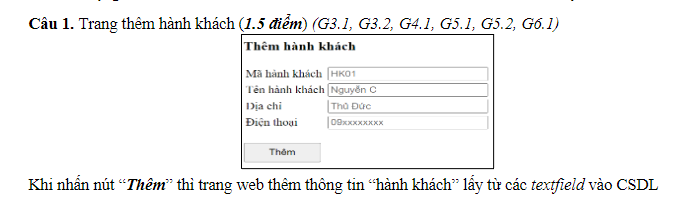 Câu 1. Trang thêm hành khách (1.5 điểm) (G3.1, G3.2, G4.1, G5.1, G5.2, G6.1)
Thêm hành khách
Mã hành khách HK01
Tên hành khách Nguyễn C
Địa chỉ Thủ Đức
Điện thoại 09xxxxxxxx
Thêm
Khi nhấn nút “Thêm” thì trang web thêm thông tin “hành khách” lấy từ các textfield vào CSDL